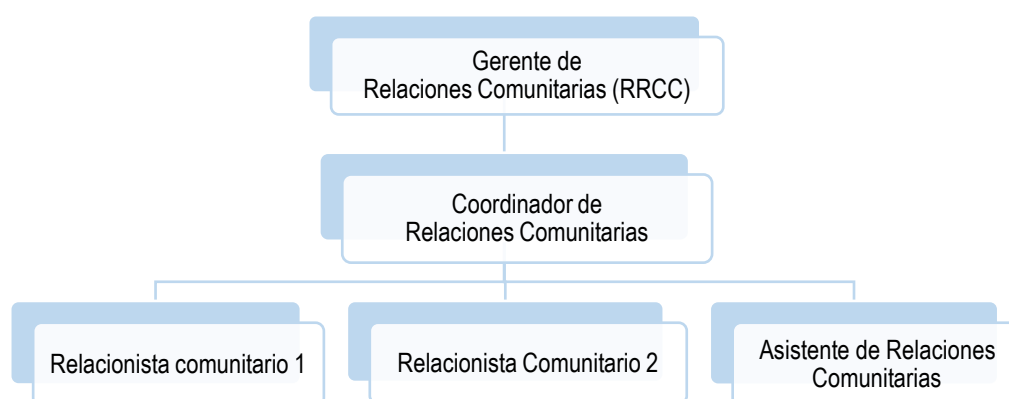 Gerente de
Relaciones Comunitarias (RRCC)
Coordinador de
Relaciones Comunitarias
Relacionista comunitario 1
Relacionista Comunitario 2
Asistente de Relaciones
Comunitarias